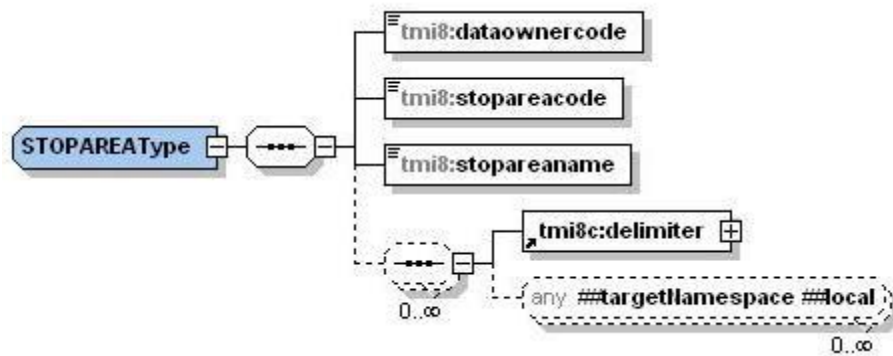 tmi8:dataownercode
tmi8:stopareacode
STOPAREAType
tmi8:stopareaname
tmi8c:delimiter
0..∞
any ##targetNamespace ##local
0..∞